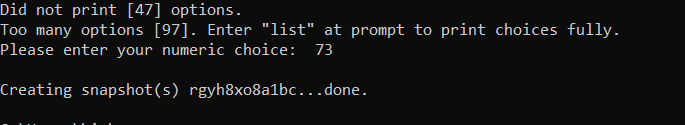 Did not print [47] options.
Too many options [97]. Enter "list" at prompt to print choices fully.
Please enter your numeric choice:  73
Creating snapshot(s) rgyh8xo8a1bc...done.